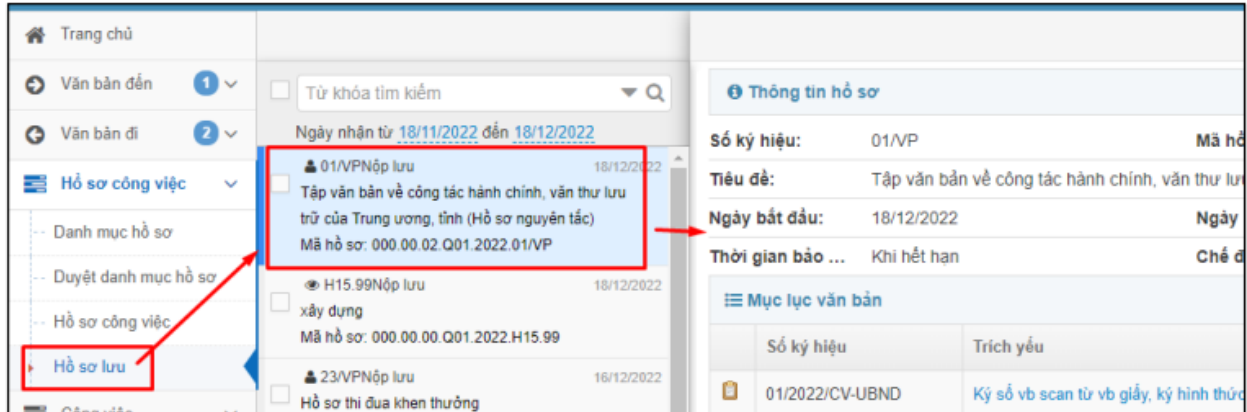 Trang chủ
Văn bản đến 1
Văn bản đi 2
Hồ sơ công việc
Danh mục hồ sơ
Duyệt danh mục hồ sơ
Hồ sơ công việc
Hồ sơ lưu
Công việc
Từ khóa tìm kiếm
Ngày nhận từ 18/11/2022 đến 18/12/2022
01/VPNộp lưu 18/12/2022
Tập văn bản về công tác hành chính, văn thư lưu
trữ của Trung ương, tỉnh (Hồ sơ nguyên tắc)
Mã hồ sơ: 000.00.02.Q01.2022.01/VP
H15.99Nộp lưu 18/12/2022
xây dựng
Mã hồ sơ: 000.00.00.Q01.2022.H15.99
23/VPNộp lưu 16/12/2022
Hồ sơ thi đua khen thưởng
Thông tin hồ sơ
Số ký hiệu: 01/VP Mã hồ
Tiêu đề: Tập văn bản về công tác hành chính, văn thư lưu
Ngày bắt đầu: 18/12/2022 Ngày
Thời gian bảo ... Khi hết hạn Chế đ
Mục lục văn bản
Số ký hiệu Trích yếu
01/2022/CV-UBND Ký số vb scan từ vb giấy, ký hình thức